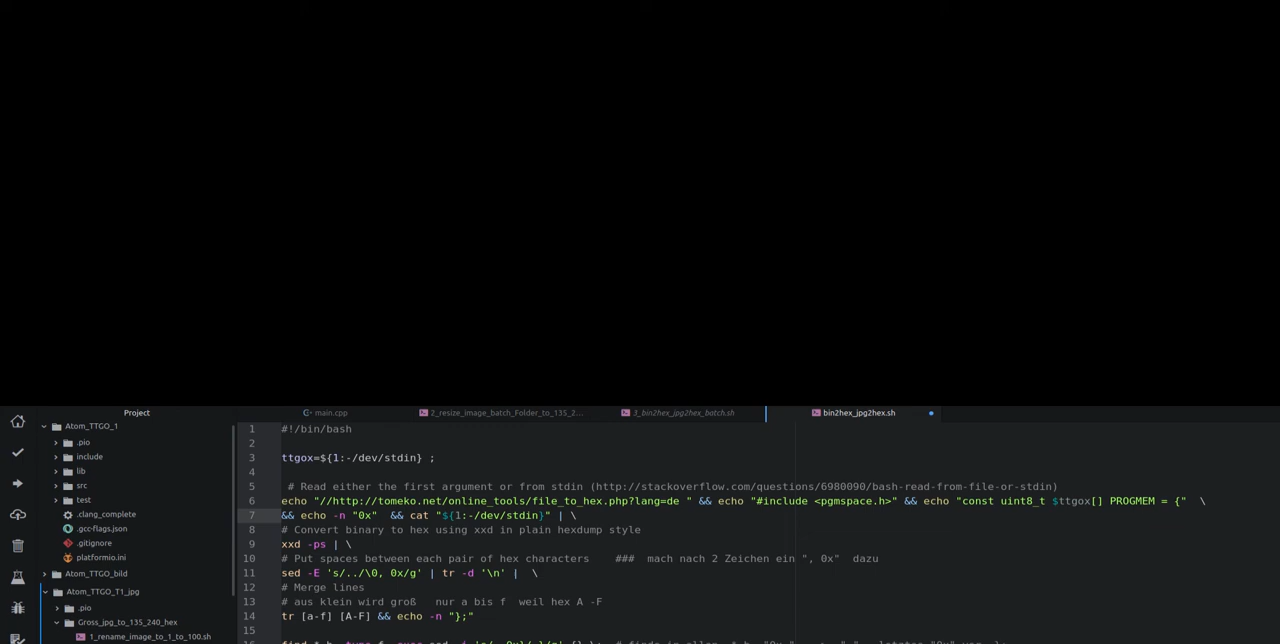 Project
main.cpp
2_resize_image_batch_Folder_to_135_2...
3_bin2hex_jpg2hex_batch.sh
bin2hex_jpg2hex.sh
Atom_TTGO_1
.pio
include
lib
src
test
.clang_complete
.gcc-flags.json
.gitignore
platformio.ini
Atom_TTGO_bild
Atom_TTGO_T1_jpg
.pio
Gross_jpg_to_135_240_hex
1_rename_image_to_1_to_100.sh
1 #!/bin/bash
2
3 ttgox=${1:-/dev/stdin} ;
4
5 # Read either the first argument or from stdin (http://stackoverflow.com/questions/6980090/bash-read-from-file-or-stdin)
6 echo "//http://tomeko.net/online_tools/file_to_hex.php?lang=de " && echo "#include <pgmspace.h>" && echo "const uint8_t $ttgox[] PROGMEM = {" \
7 && echo -n "0x" && cat "${1:-/dev/stdin}" | \
8 # Convert binary to hex using xxd in plain hexdump style
9 xxd -ps | \
10 # Put spaces between each pair of hex characters ### mach nach 2 Zeichen ein ", 0x" dazu
11 sed -E 's/../\0, 0x/g' | tr -d '\n' | \
12 # Merge lines
13 # aus klein wird groß nur a bis f weil hex A -F
14 tr [a-f] [A-F] && echo -n "};"
15